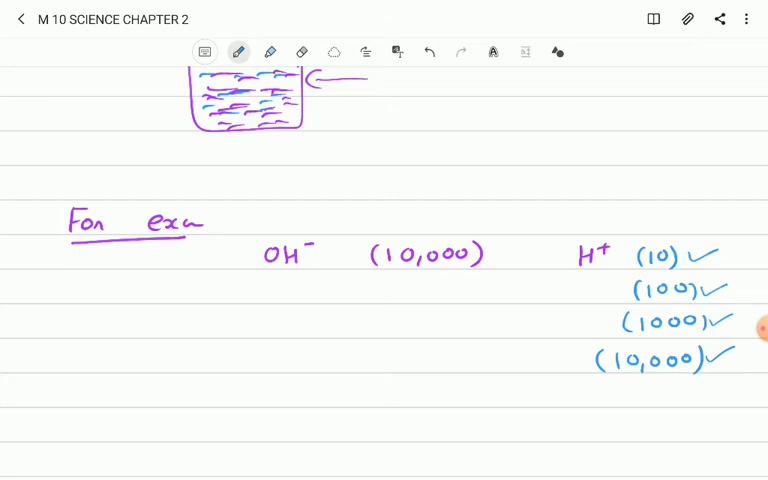 M 10 SCIENCE CHAPTER 2
For exa
OH⁻ (10,000) H⁺ (10) ✓
(100) ✓
(1000) ✓
(10,000) ✓